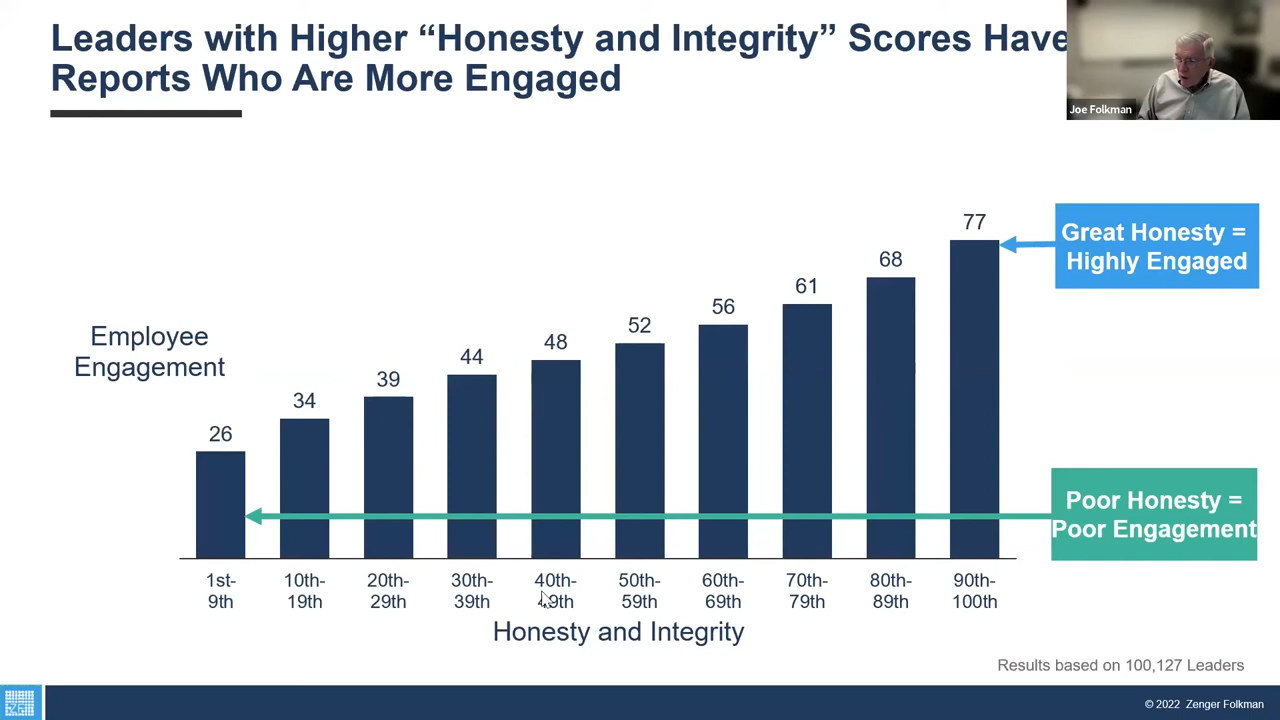 Leaders with Higher “Honesty and Integrity” Scores Have
Reports Who Are More Engaged
Joe Folkman
Great Honesty =
Highly Engaged
Employee
Engagement
26
34
39
44
48
52
56
61
68
77
Poor Honesty =
Poor Engagement
1st-
9th
10th-
19th
20th-
29th
30th-
39th
40th-
49th
50th-
59th
60th-
69th
70th-
79th
80th-
89th
90th-
100th
Honesty and Integrity
Results based on 100,127 Leaders
ZF
© 2022 Zenger Folkman